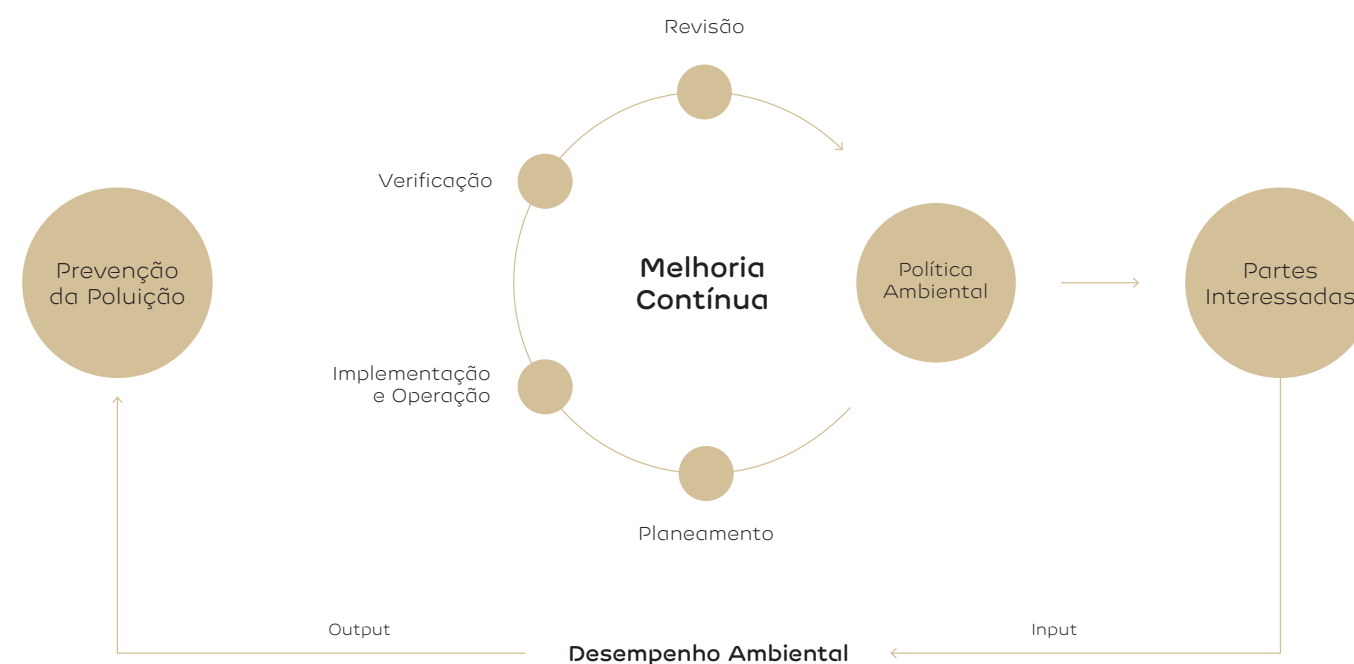 Revisão
Verificação
Prevenção
da Poluição
Melhoria
Contínua
Política
Ambiental
Partes
Interessadas
Implementação
e Operação
Planeamento
Output
Input
Desempenho Ambiental